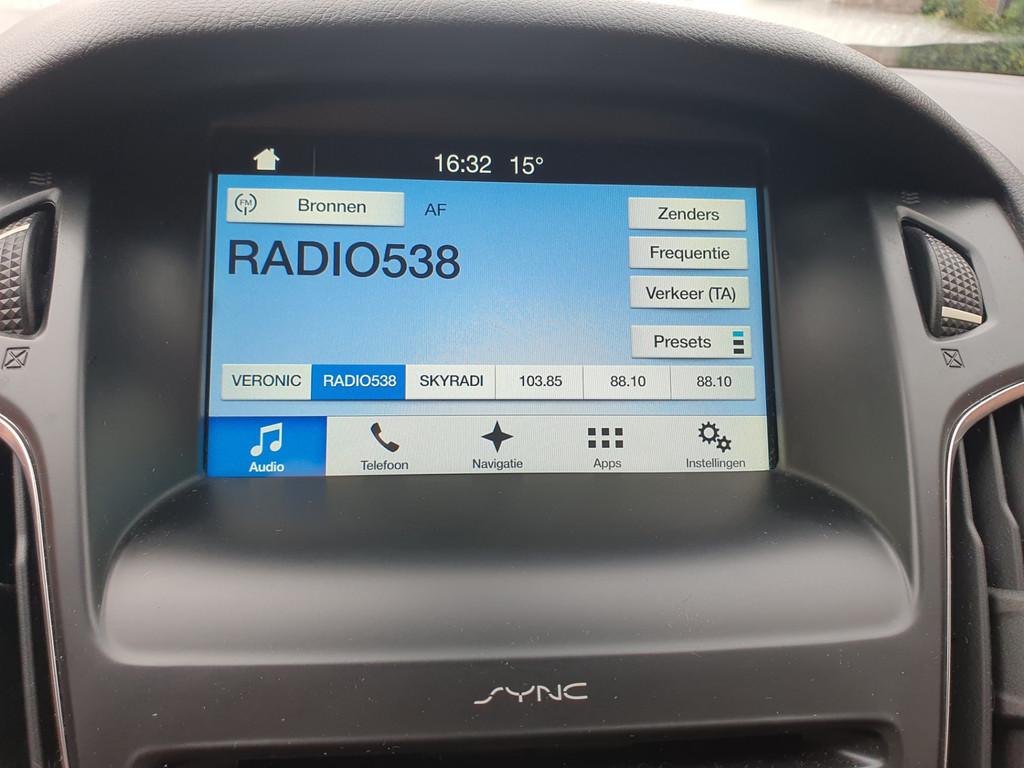 16:32 15°
FM Bronnen AF
Zenders
RADIO538
Frequentie
Verkeer (TA)
Presets
VERONIC RADIO538 SKYRADI 103.85 88.10 88.10
Audio Telefoon Navigatie Apps Instellingen
SYNC